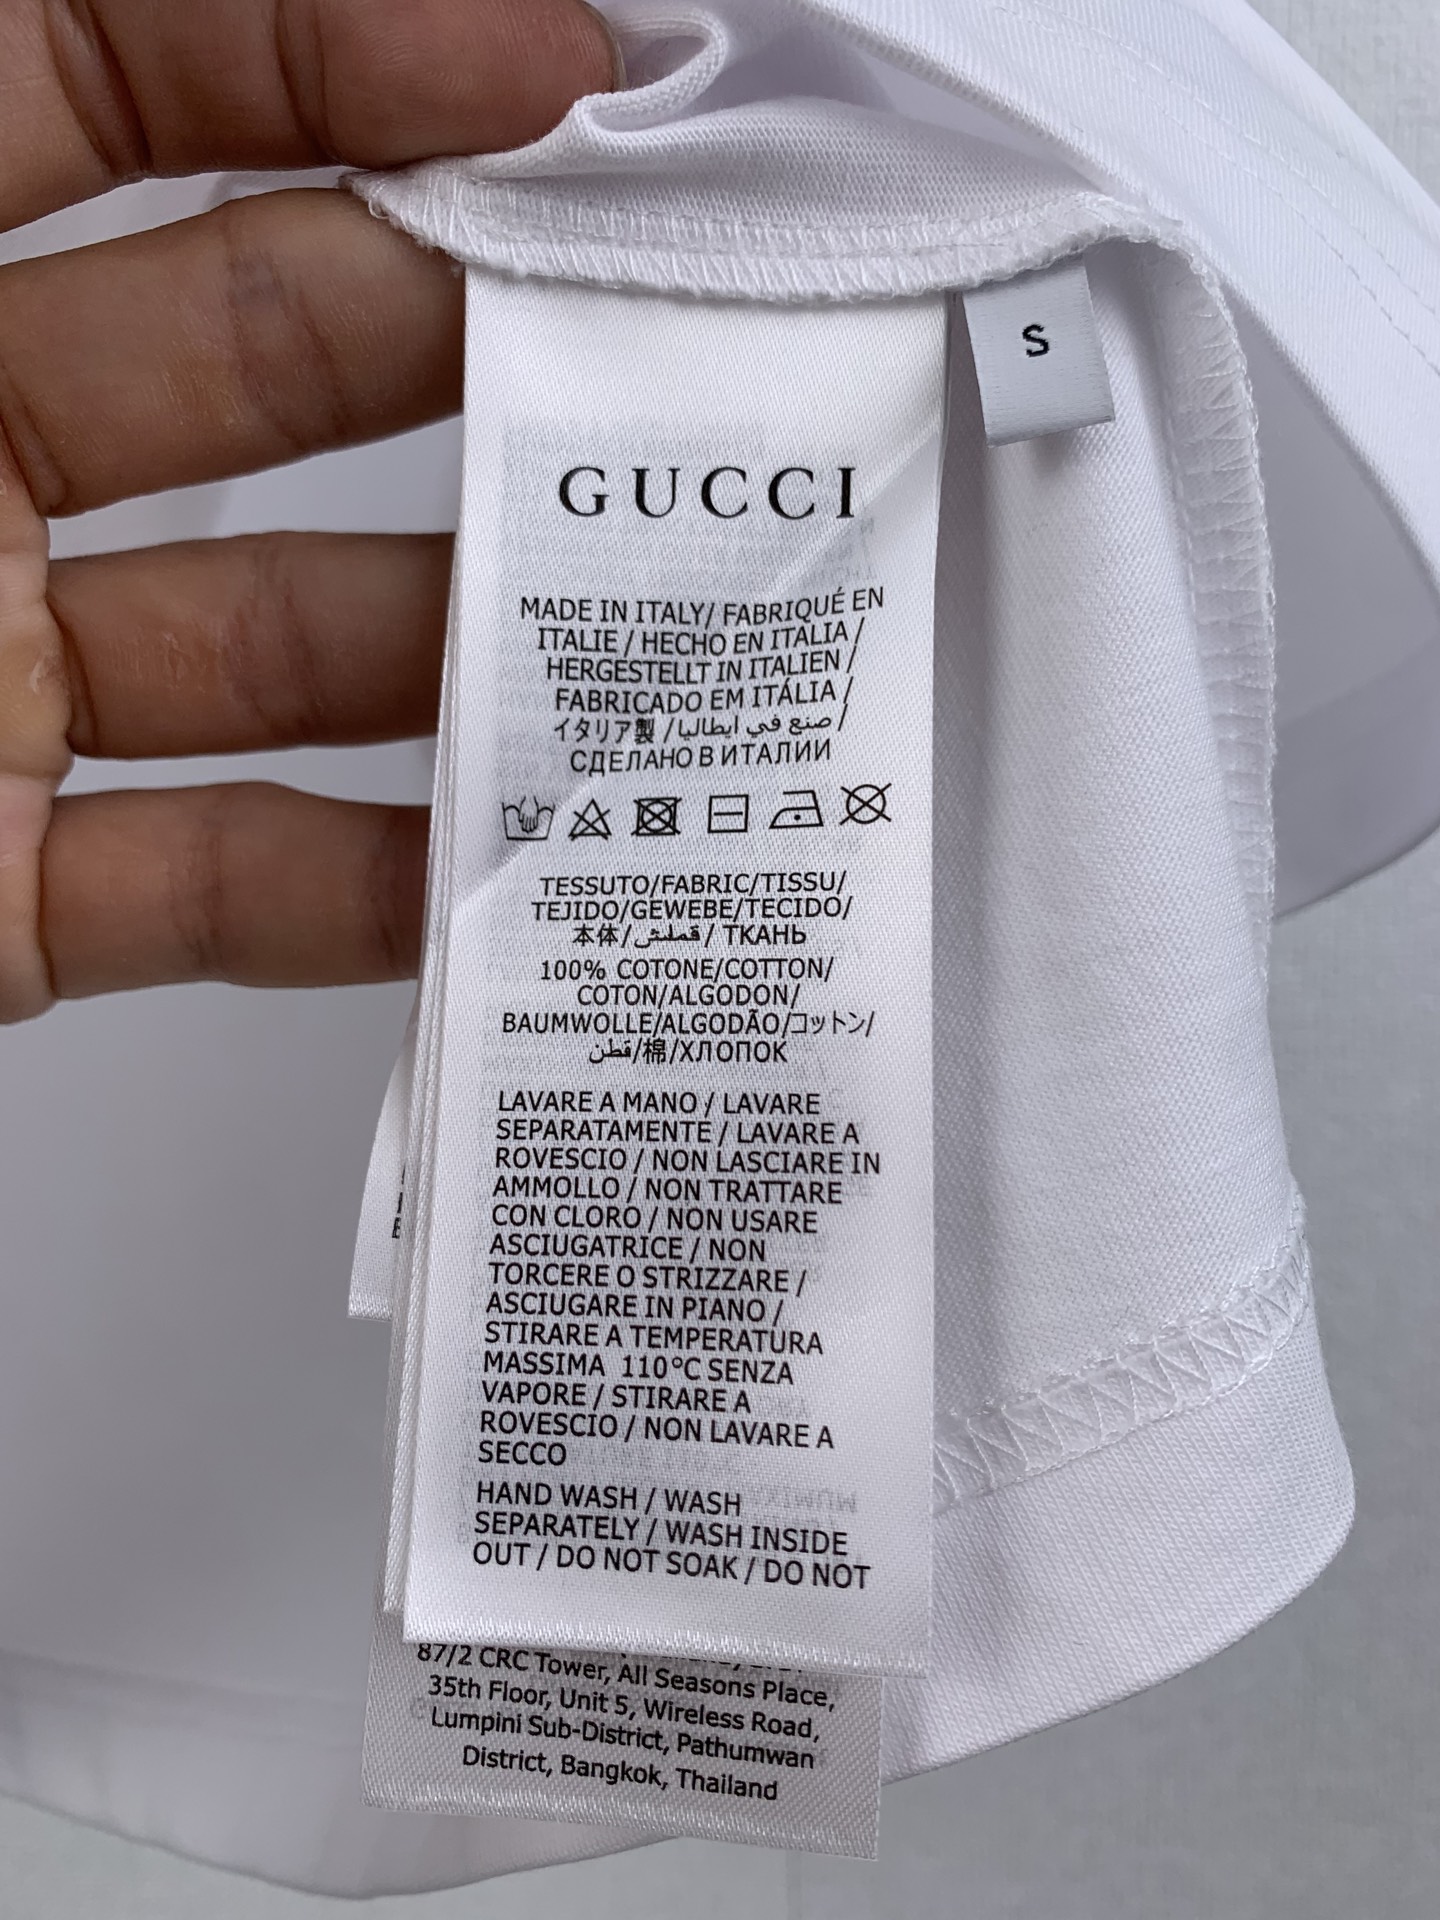 S
GUCCI
MADE IN ITALY/ FABRIQUÉ EN
ITALIE / HECHO EN ITALIA /
HERGESTELLT IN ITALIEN /
FABRICADO EM ITÁLIA /
イタリア製 /صنع في ايطاليا /
СДЕЛАНО В ИТАЛИИ
TESSUTO/FABRIC/TISSU/
TEJIDO/GEWEBE/TECIDO/
本体/قملش/ ТКАНЬ
100% COTONE/COTTON/
COTON/ALGODON/
BAUMWOLLE/ALGODÃO/コットン/
قطن/棉/ХЛОПОК
LAVARE A MANO / LAVARE
SEPARATAMENTE / LAVARE A
ROVESCIO / NON LASCIARE IN
AMMOLLO / NON TRATTARE
CON CLORO / NON USARE
ASCIUGATRICE / NON
TORCERE O STRIZZARE /
ASCIUGARE IN PIANO /
STIRARE A TEMPERATURA
MASSIMA 110°C SENZA
VAPORE / STIRARE A
ROVESCIO / NON LAVARE A
SECCO
HAND WASH / WASH
SEPARATELY / WASH INSIDE
OUT / DO NOT SOAK / DO NOT
87/2 CRC Tower, All Seasons Place,
35th Floor, Unit 5, Wireless Road,
Lumpini Sub-District, Pathumwan
District, Bangkok, Thailand